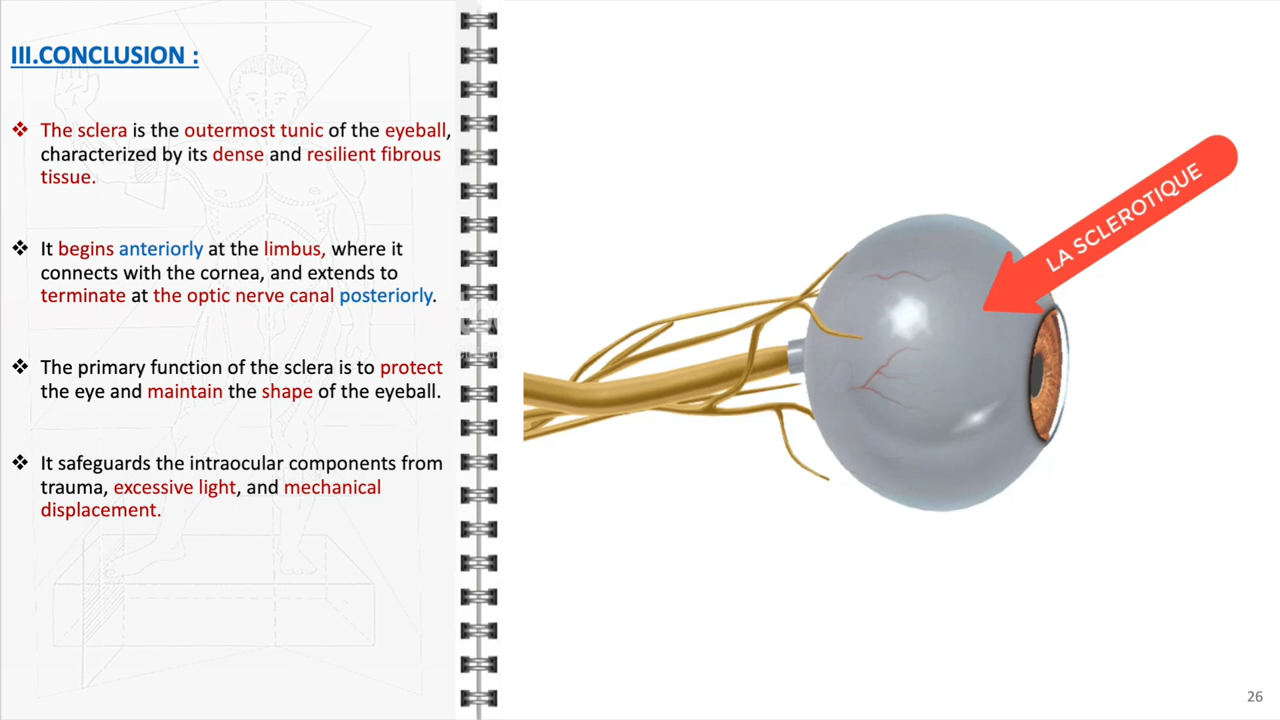 III.CONCLUSION :
❖ The sclera is the outermost tunic of the eyeball,
characterized by its dense and resilient fibrous
tissue.
❖ It begins anteriorly at the limbus, where it
connects with the cornea, and extends to
terminate at the optic nerve canal posteriorly.
❖ The primary function of the sclera is to protect
the eye and maintain the shape of the eyeball.
❖ It safeguards the intraocular components from
trauma, excessive light, and mechanical
displacement.
LA SCLEROTIQUE
26